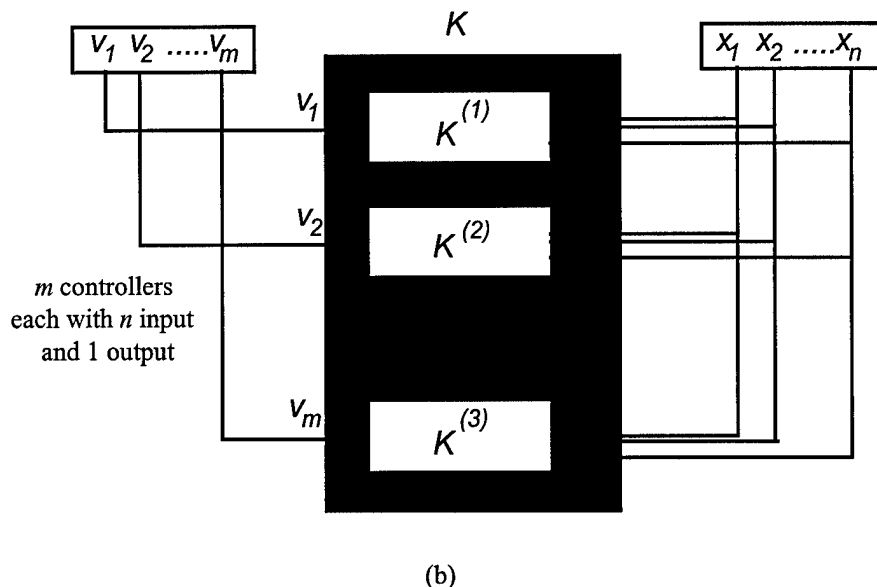 K
v1 v2 .....vm
x1 x2 .....xn
v1
K(1)
v2
K(2)
m controllers
each with n input
and 1 output
vm
K(3)
(b)